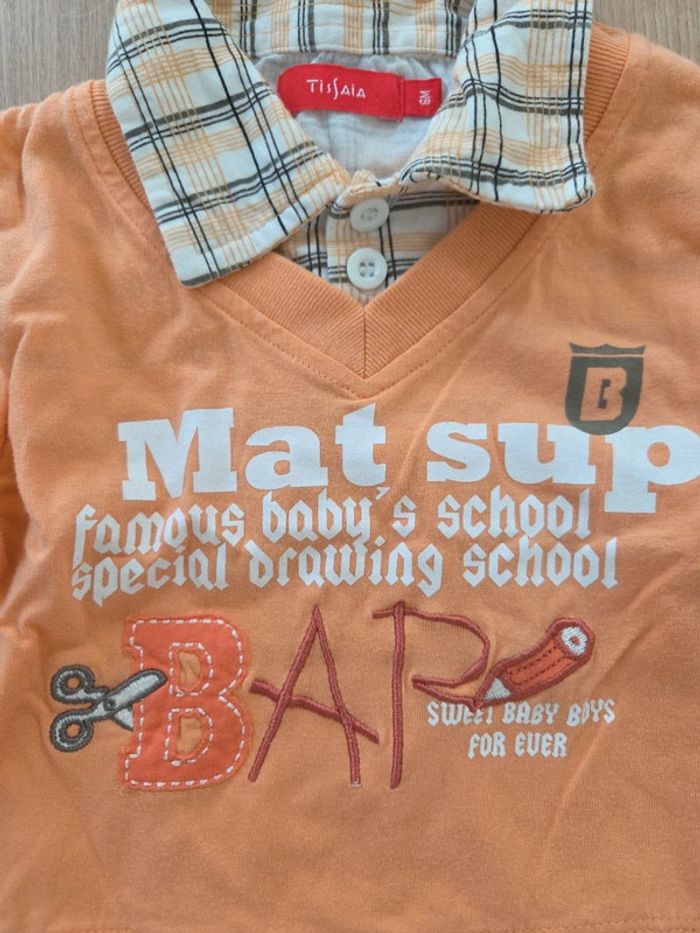 TISSAIA
6M
B
Mat sup
famous baby's school
special drawing school
BAP
SWEET BABY BOYS
FOR EVER